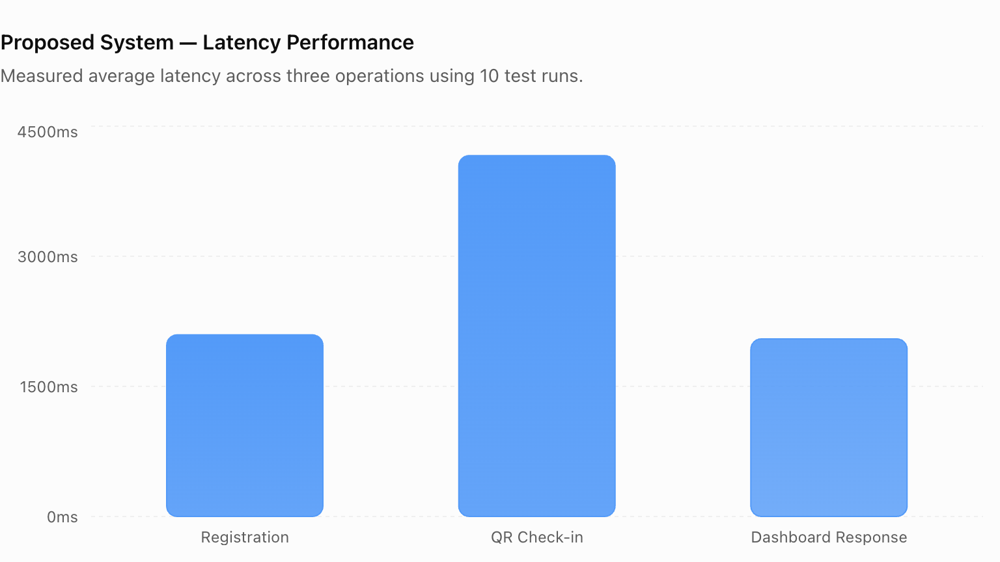 Proposed System — Latency Performance
Measured average latency across three operations using 10 test runs.
4500ms
3000ms
1500ms
0ms
Registration
QR Check-in
Dashboard Response